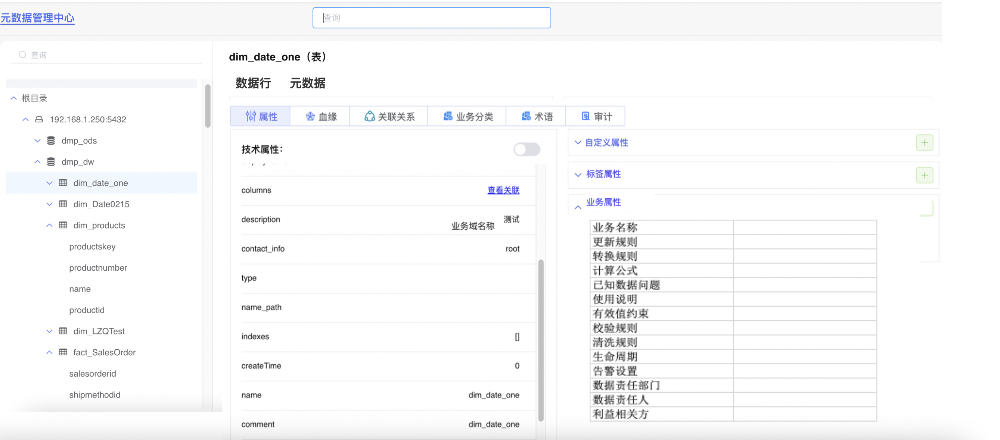 元数据管理中心
查询
查询
根目录
192.168.1.250:5432
dmp_ods
dmp_dw
dim_date_one
dim_Date0215
dim_products
productskey
productnumber
name
productid
dim_LZQTest
fact_SalesOrder
salesorderid
shipmethodid
dim_date_one（表）
数据行 元数据
属性 血缘 关联关系 业务分类 术语 审计
技术属性：
columns 查看关联
description 业务域名称 测试
contact_info root
type
name_path
indexes []
createTime 0
name dim_date_one
comment dim_date_one
自定义属性
标签属性
业务属性
业务名称
更新规则
转换规则
计算公式
已知数据问题
使用说明
有效值约束
校验规则
清洗规则
生命周期
告警设置
数据责任部门
数据责任人
利益相关方